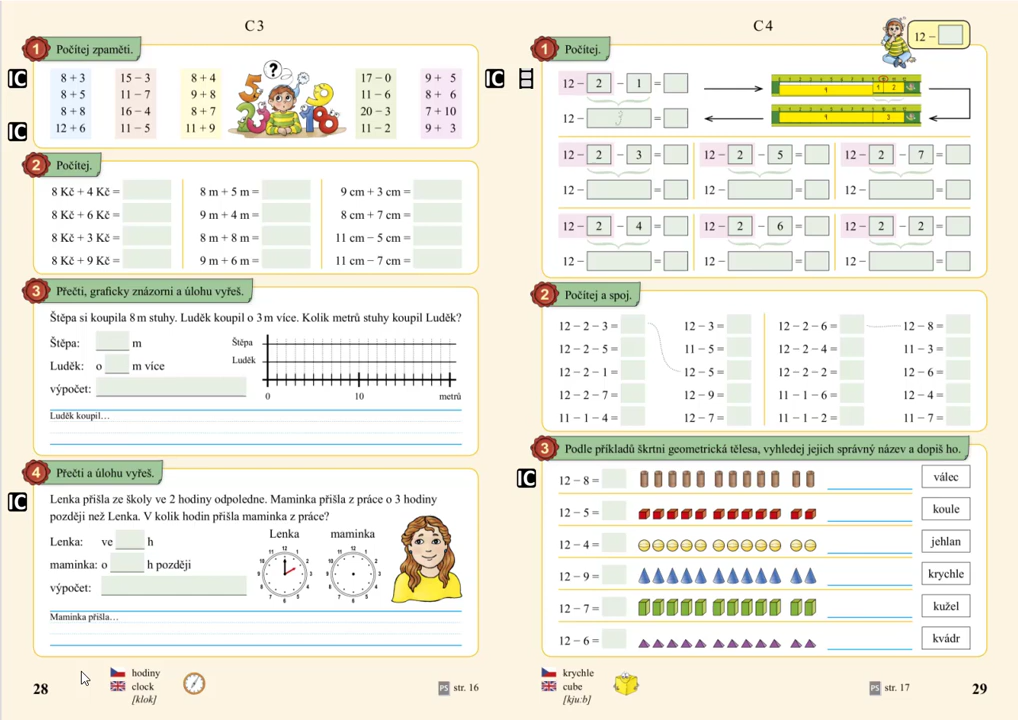 C 3
1 Počítej zpaměti.
8 + 3 15 − 3 8 + 4 17 − 0 9 + 5
8 + 5 11 − 7 9 + 8 11 − 6 8 + 6
8 + 8 16 − 4 8 + 7 20 − 3 7 + 10
12 + 6 11 − 5 11 + 9 11 − 2 9 + 3
2 Počítej.
8 Kč + 4 Kč = 8 m + 5 m = 9 cm + 3 cm =
8 Kč + 6 Kč = 9 m + 4 m = 8 cm + 7 cm =
8 Kč + 3 Kč = 8 m + 8 m = 11 cm − 5 cm =
8 Kč + 9 Kč = 9 m + 6 m = 11 cm − 7 cm =
3 Přečti, graficky znázorni a úlohu vyřeš.
Štěpa si koupila 8 m stuhy. Luděk koupil o 3 m více. Kolik metrů stuhy koupil Luděk?
Štěpa: m Štěpa
Luděk: o m více Luděk
výpočet: 0 10 metrů
Luděk koupil…
4 Přečti a úlohu vyřeš.
Lenka přišla ze školy ve 2 hodiny odpoledne. Maminka přišla z práce o 3 hodiny
později než Lenka. V kolik hodin přišla maminka z práce?
Lenka: ve h Lenka maminka
maminka: o h později
výpočet:
Maminka přišla…
28
hodiny
clock
[klok]
PS str. 16
C 4
12 −
1 Počítej.
12 − 2 − 1 =
12 − 3 =
12 − 2 − 3 = 12 − 2 − 5 = 12 − 2 − 7 =
12 − = 12 − = 12 − =
12 − 2 − 4 = 12 − 2 − 6 = 12 − 2 − 2 =
12 − = 12 − = 12 − =
2 Počítej a spoj.
12 − 2 − 3 = 12 − 3 = 12 − 2 − 6 = 12 − 8 =
12 − 2 − 5 = 11 − 5 = 12 − 2 − 4 = 11 − 3 =
12 − 2 − 1 = 12 − 5 = 12 − 2 − 2 = 12 − 6 =
12 − 2 − 7 = 12 − 9 = 11 − 1 − 6 = 12 − 4 =
11 − 1 − 4 = 12 − 7 = 11 − 1 − 2 = 11 − 7 =
3 Podle příkladů škrtni geometrická tělesa, vyhledej jejich správný název a dopiš ho.
12 − 8 = válec
12 − 5 = koule
12 − 4 = jehlan
12 − 9 = krychle
12 − 7 = kužel
12 − 6 = kvádr
krychle
cube
[kju:b]
PS str. 17
29